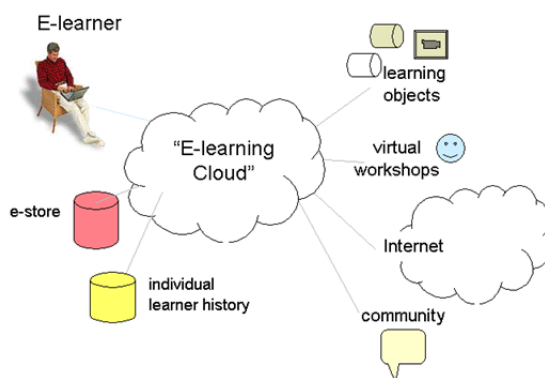 E-learner
learning
objects
"E-learning
Cloud"
virtual
workshops
e-store
Internet
individual
learner history
community